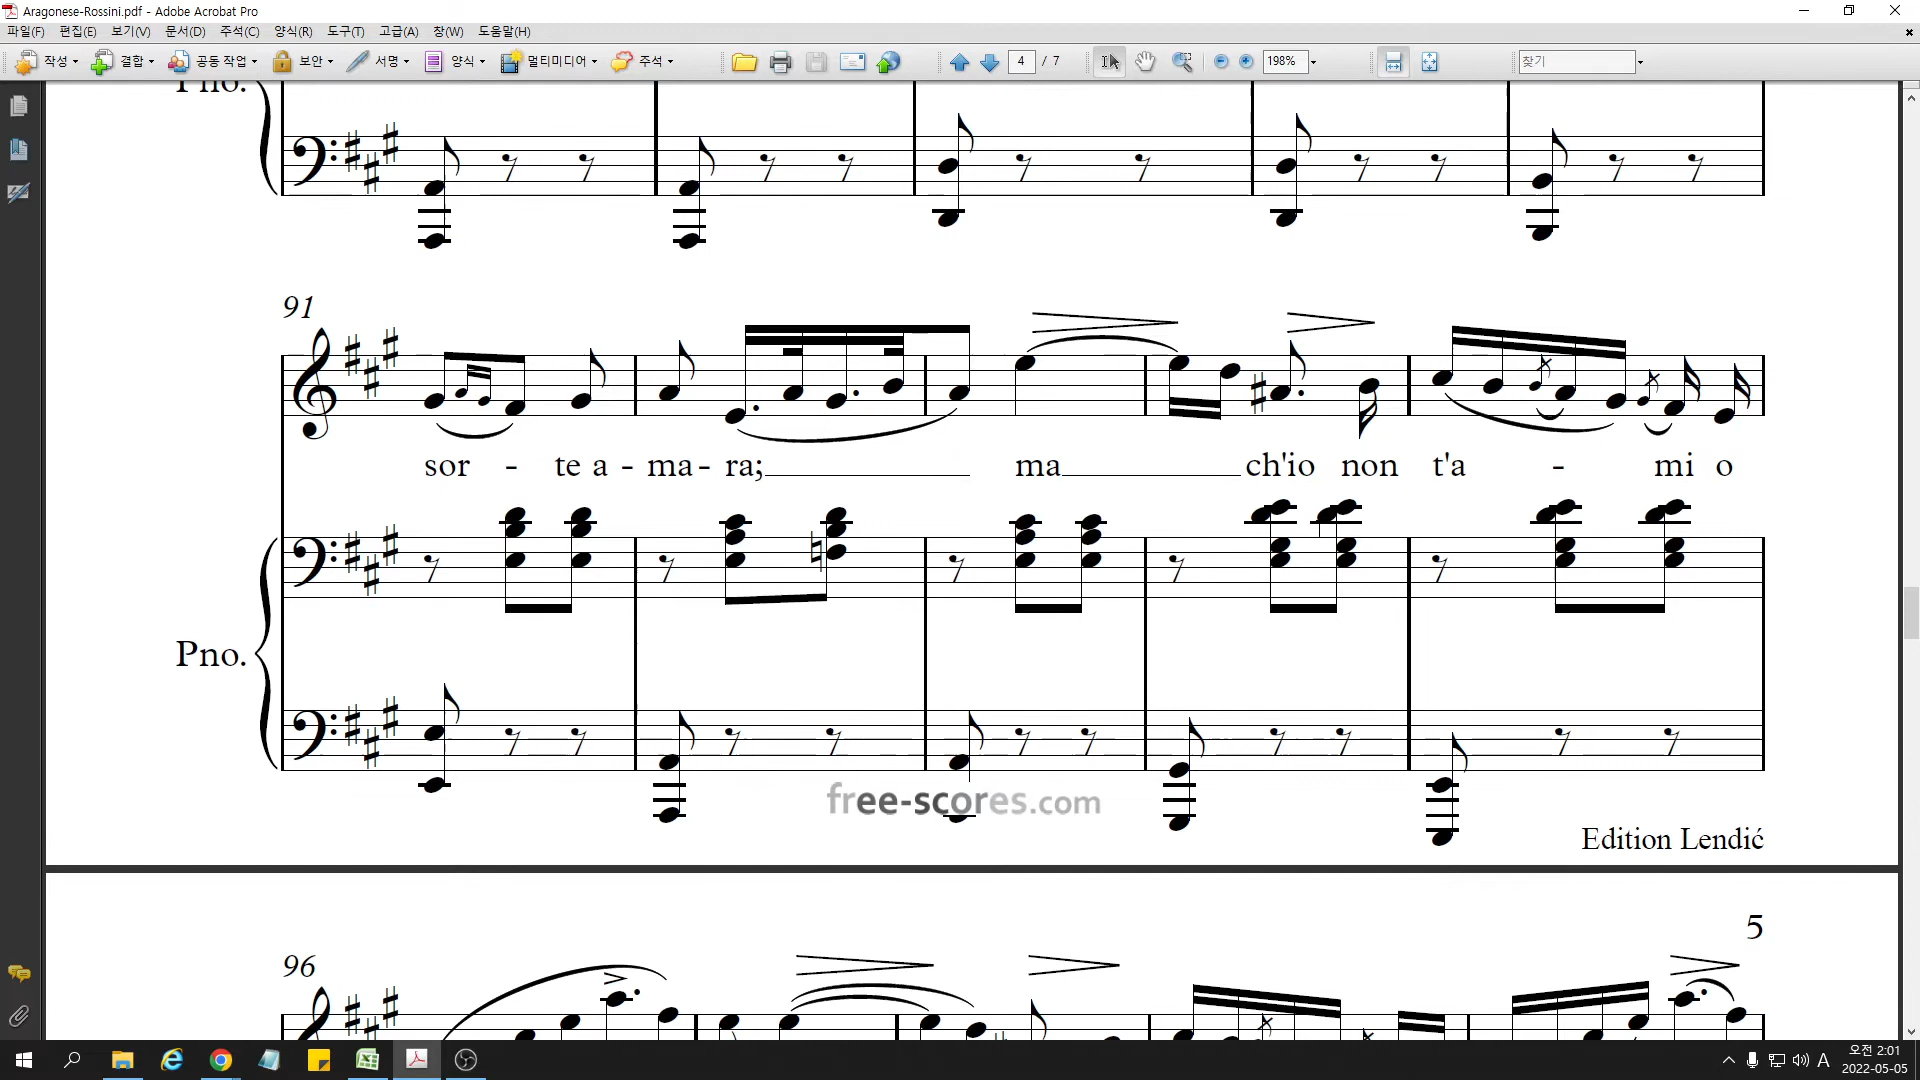 Aragonese-Rossini.pdf - Adobe Acrobat Pro
파일(F) 편집(E) 보기(V) 문서(D) 주석(C) 양식(R) 도구(T) 고급(A) 창(W) 도움말(H)
작성 결합 공동 작업 보안 서명 양식 멀티미디어 주석 4 / 7 198% 찾기
Pno.
91
sor - te a - ma - ra; ma ch'io non t'a - mi o
Pno.
free-scores.com
Edition Lendić
5
96
A 오전 2:01
2022-05-05